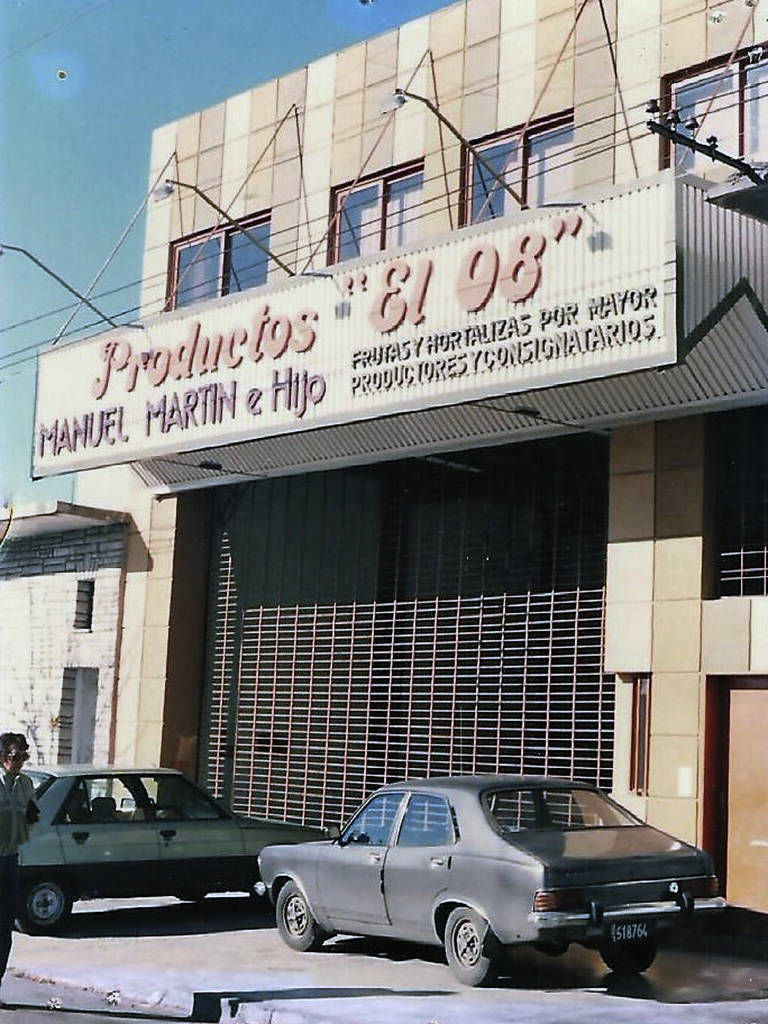 Productos "El 98"
MANUEL MARTIN e Hijo
FRUTAS Y HORTALIZAS POR MAYOR
PRODUCTORES Y CONSIGNATARIOS.
518764